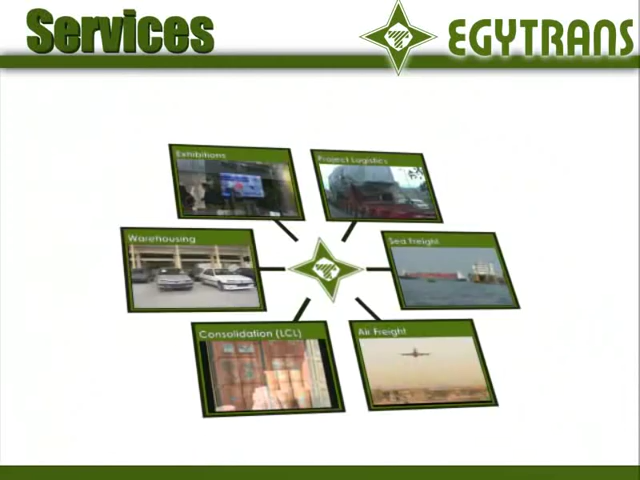 Services
EGYTRANS
Exhibitions
Project Logistics
Warehousing
Sea Freight
Consolidation (LCL)
Air Freight